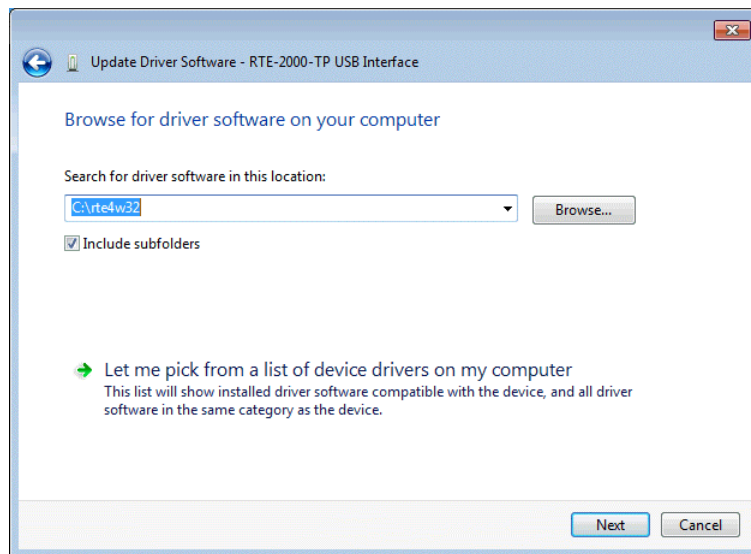 Update Driver Software - RTE-2000-TP USB Interface
Browse for driver software on your computer
Search for driver software in this location:
C:\rte4w32
Browse...
Include subfolders
Let me pick from a list of device drivers on my computer
This list will show installed driver software compatible with the device, and all driver
software in the same category as the device.
Next
Cancel